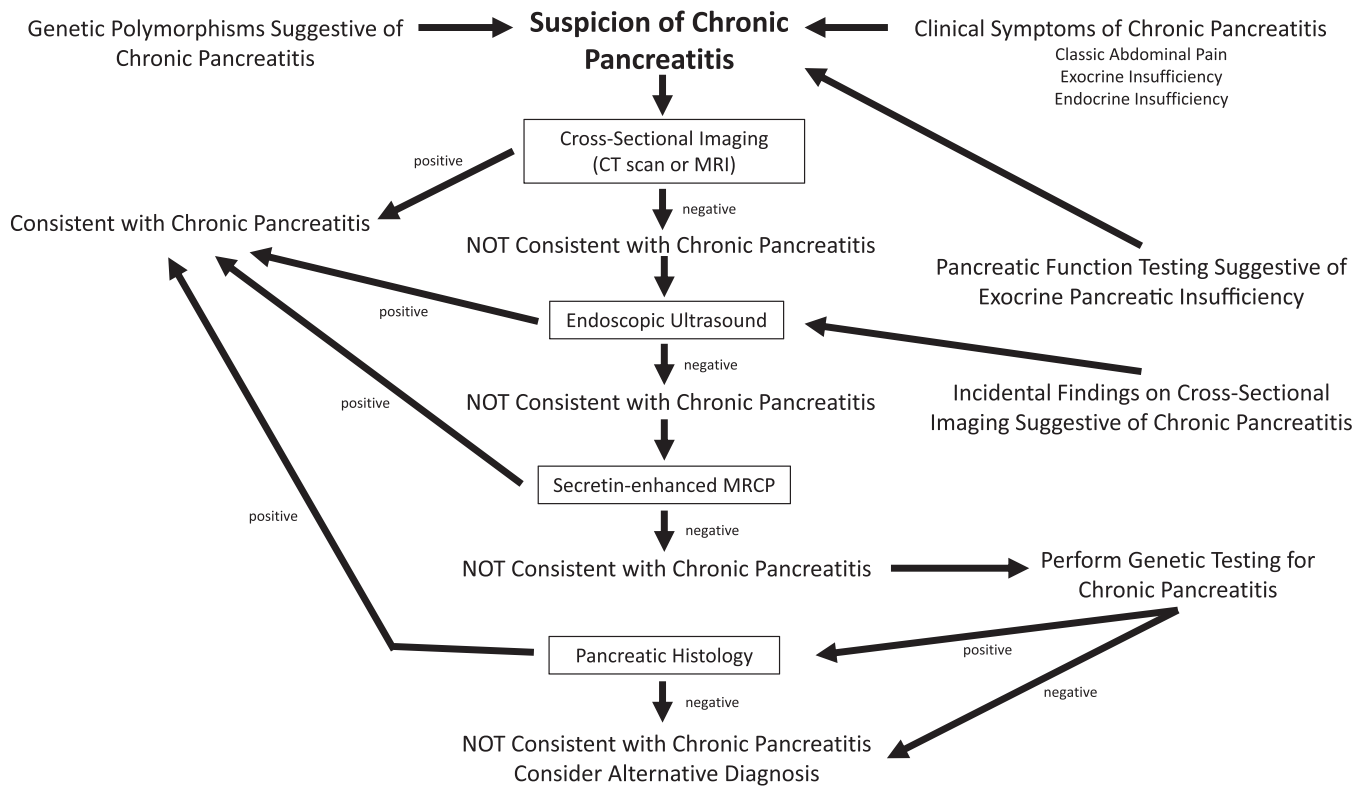 Genetic Polymorphisms Suggestive of
Chronic Pancreatitis
Suspicion of Chronic
Pancreatitis
Clinical Symptoms of Chronic Pancreatitis
Classic Abdominal Pain
Exocrine Insufficiency
Endocrine Insufficiency
Cross-Sectional Imaging
(CT scan or MRI)
positive
negative
Consistent with Chronic Pancreatitis
NOT Consistent with Chronic Pancreatitis
Pancreatic Function Testing Suggestive of
Exocrine Pancreatic Insufficiency
positive
Endoscopic Ultrasound
negative
Incidental Findings on Cross-Sectional
Imaging Suggestive of Chronic Pancreatitis
positive
NOT Consistent with Chronic Pancreatitis
Secretin-enhanced MRCP
positive
negative
NOT Consistent with Chronic Pancreatitis
Perform Genetic Testing for
Chronic Pancreatitis
Pancreatic Histology
positive
negative
negative
NOT Consistent with Chronic Pancreatitis
Consider Alternative Diagnosis